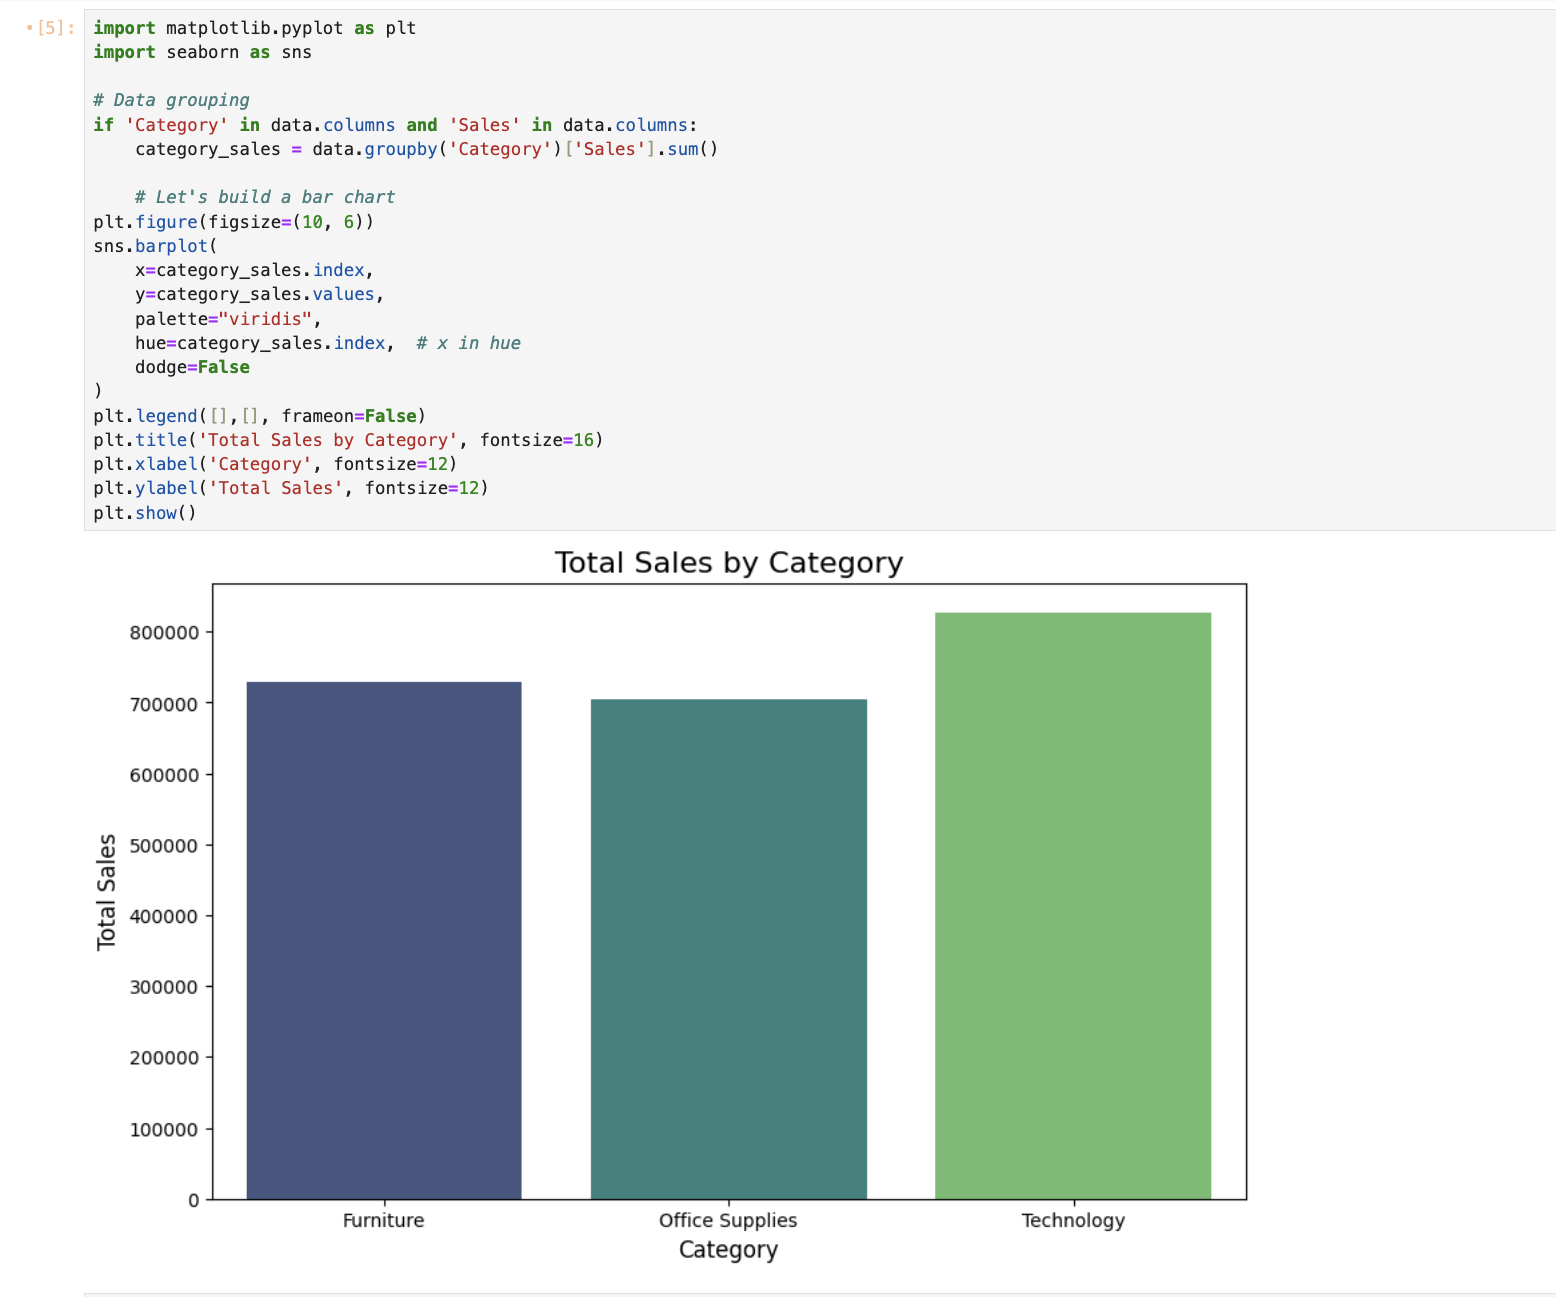 •[5]:
import matplotlib.pyplot as plt
import seaborn as sns
# Data grouping
if 'Category' in data.columns and 'Sales' in data.columns:
    category_sales = data.groupby('Category')['Sales'].sum()
    # Let's build a bar chart
plt.figure(figsize=(10, 6))
sns.barplot(
    x=category_sales.index,
    y=category_sales.values,
    palette="viridis",
    hue=category_sales.index,  # x in hue
    dodge=False
)
plt.legend([],[], frameon=False)
plt.title('Total Sales by Category', fontsize=16)
plt.xlabel('Category', fontsize=12)
plt.ylabel('Total Sales', fontsize=12)
plt.show()
Total Sales by Category
800000
700000
600000
500000
400000
300000
200000
100000
0
Total Sales
Furniture
Office Supplies
Technology
Category